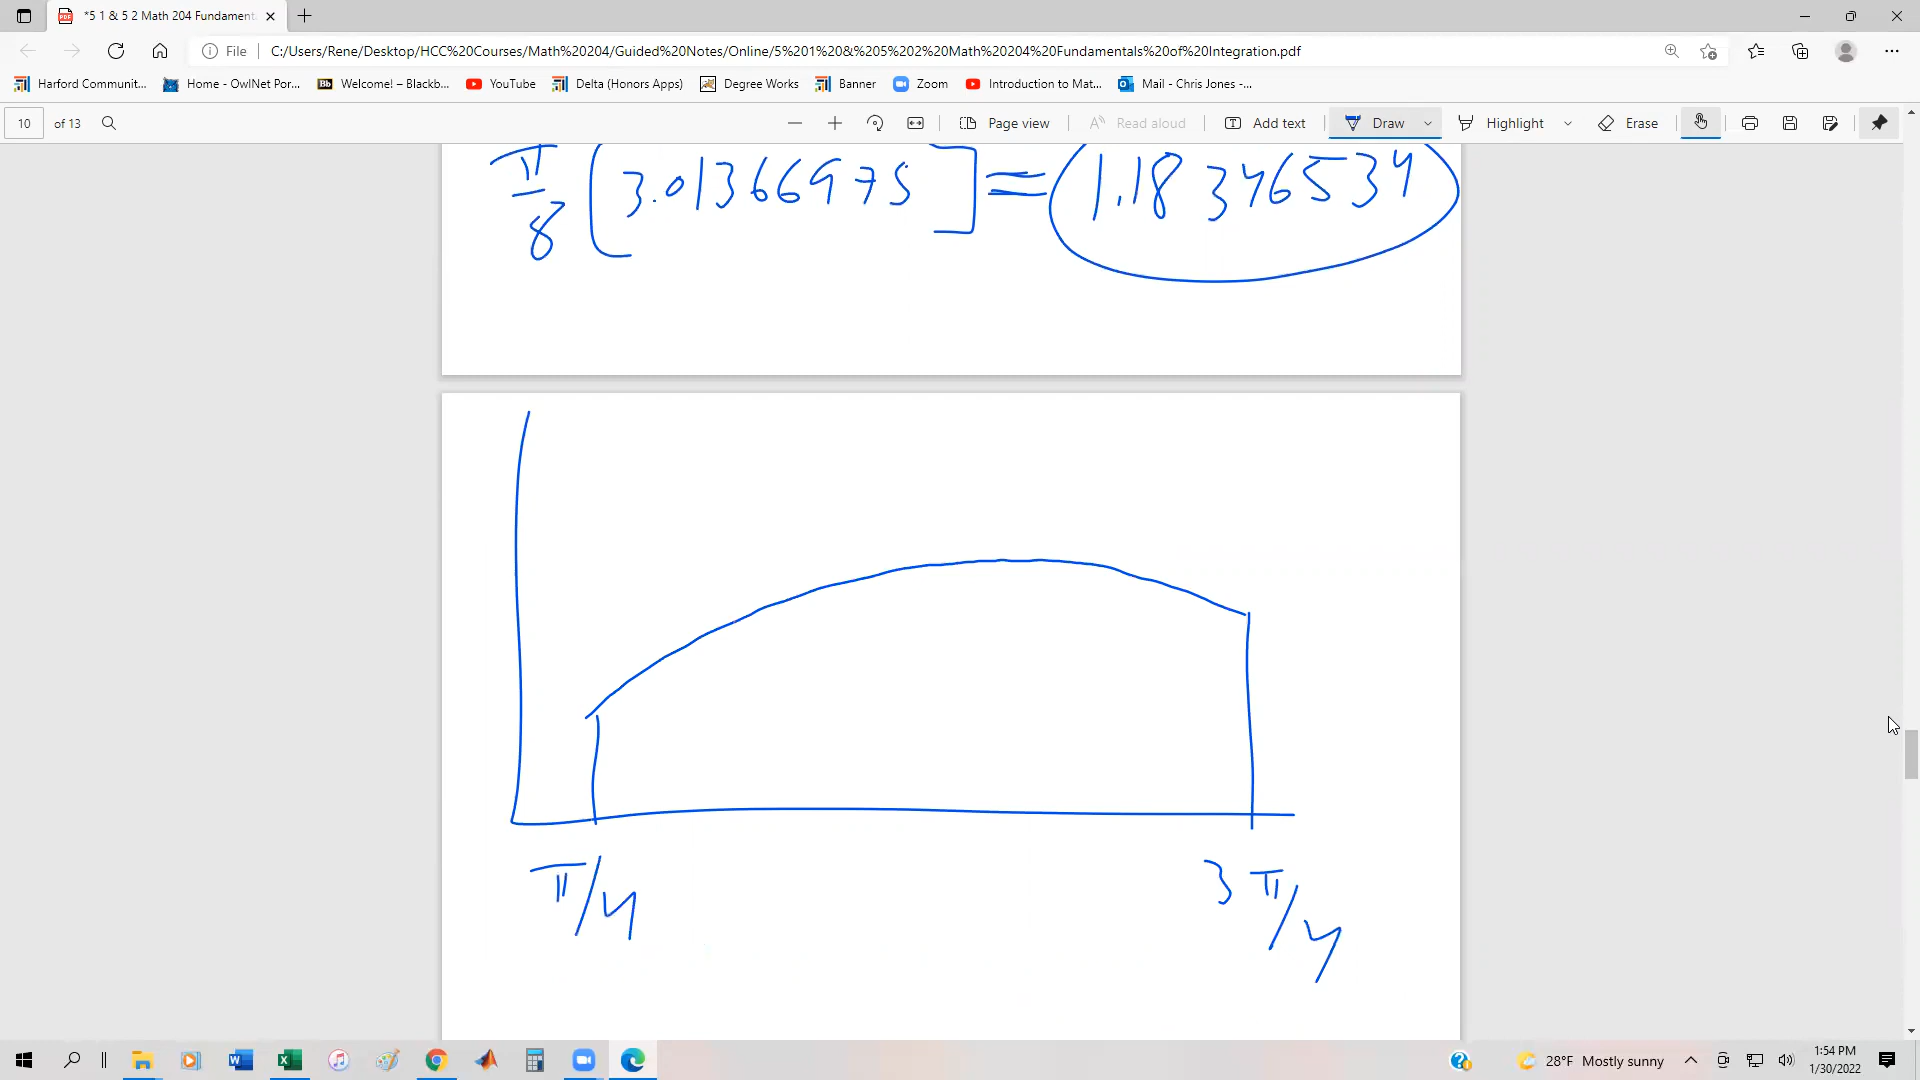 *5 1 & 5 2 Math 204 Fundament
File C:/Users/Rene/Desktop/HCC%20Courses/Math%20204/Guided%20Notes/Online/5%201%20&%205%202%20Math%20204%20Fundamentals%20of%20Integration.pdf
Harford Communit... Home - OwlNet Por... Bb Welcome! – Blackb... YouTube Delta (Honors Apps) Degree Works Banner Zoom Introduction to Mat... Mail - Chris Jones -...
10 of 13 Page view Read aloud Add text Draw Highlight Erase
π/8 [3.01366975] = 1.18346534
π/4 3π/4
28°F Mostly sunny 1:54 PM
1/30/2022